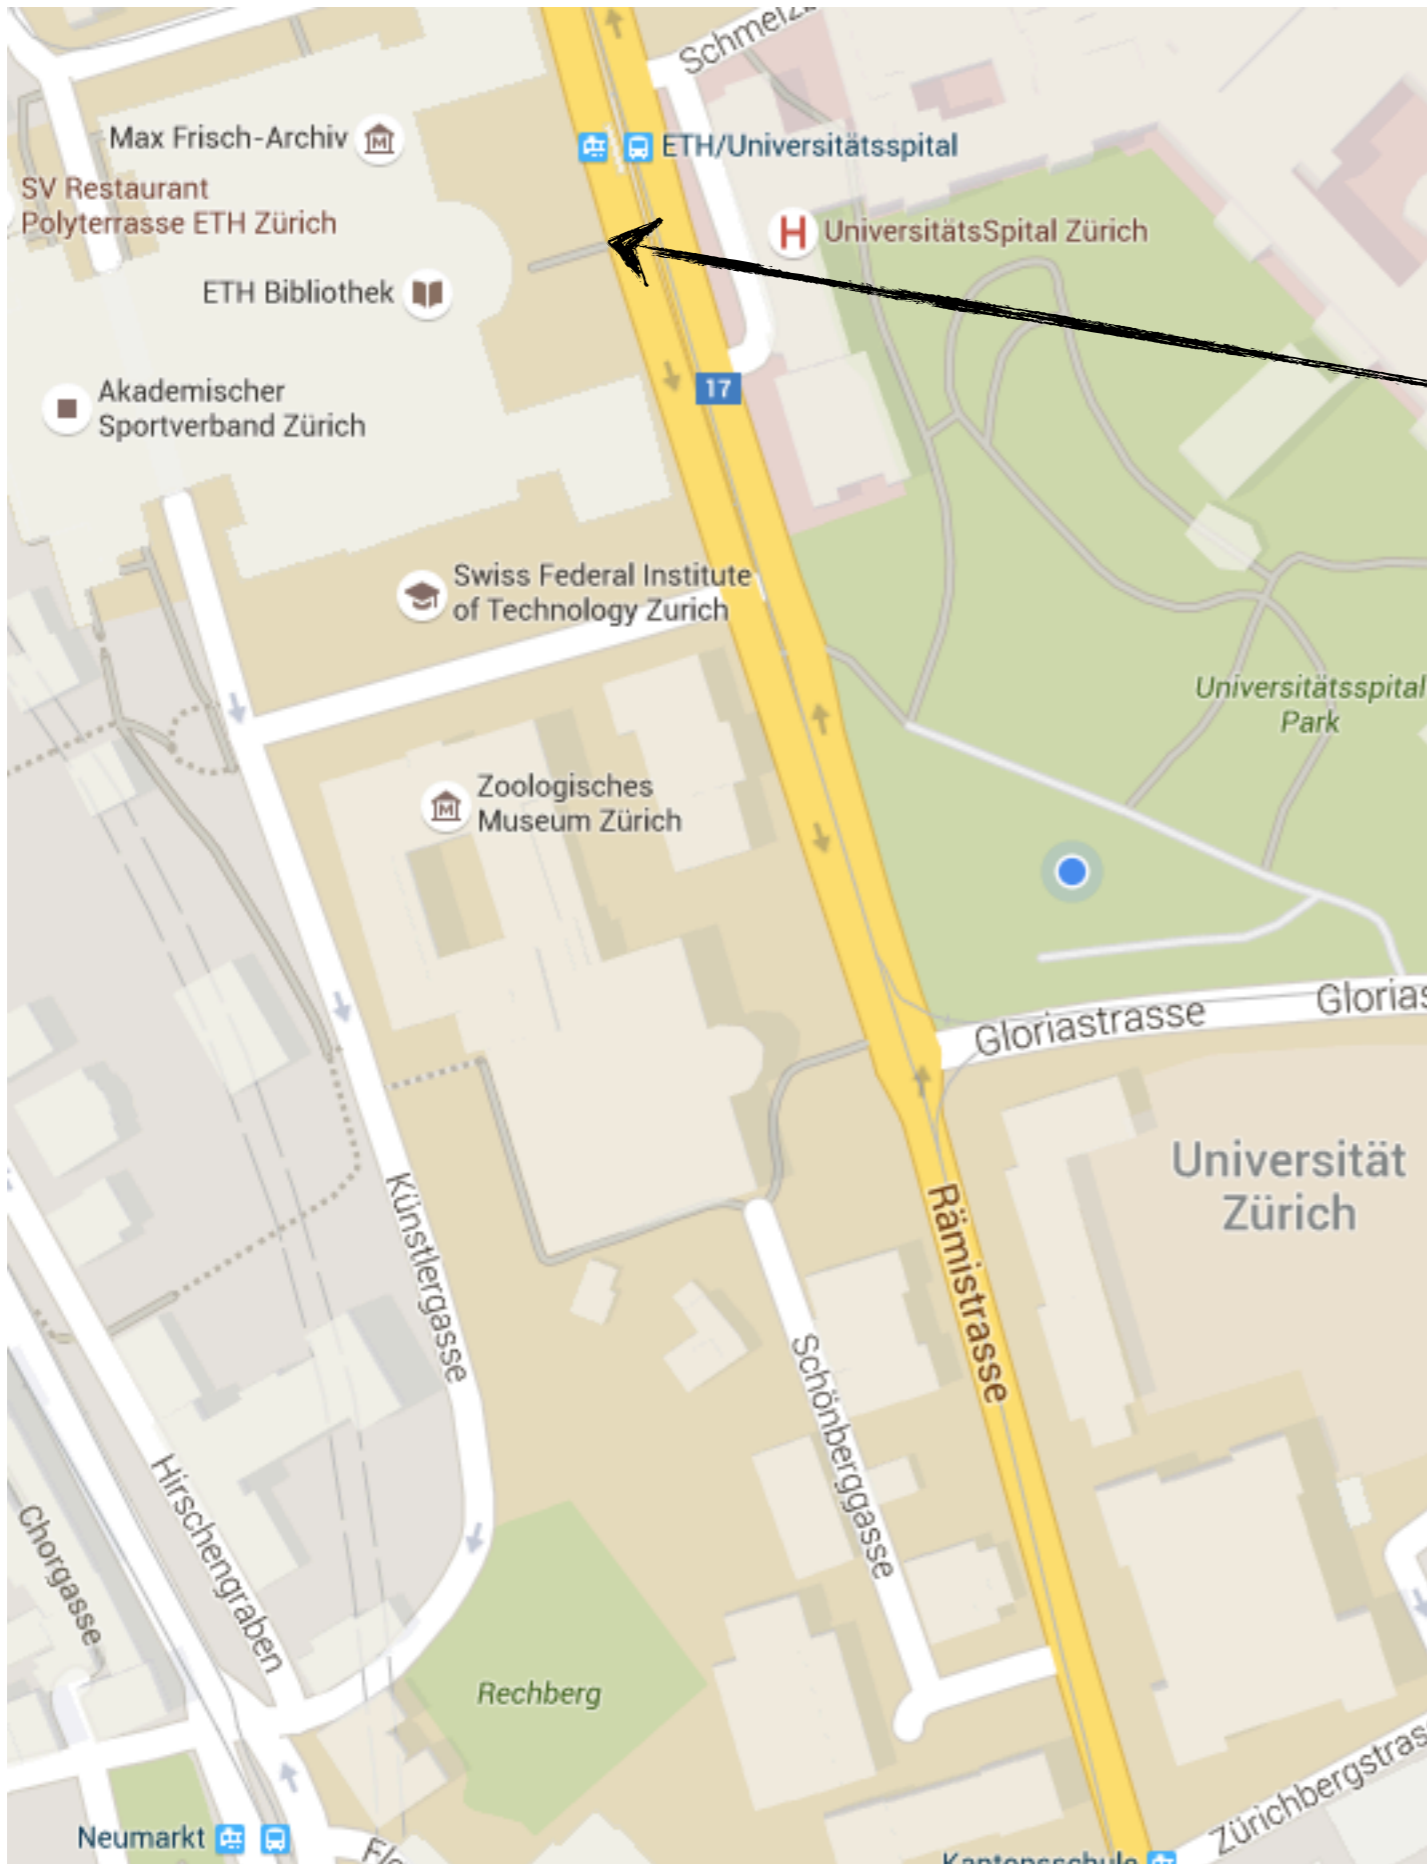 Schmelz
Max Frisch-Archiv
ETH/Universitätsspital
SV Restaurant
Polyterrasse ETH Zürich
UniversitätsSpital Zürich
ETH Bibliothek
17
Akademischer
Sportverband Zürich
Swiss Federal Institute
of Technology Zurich
Universitätsspital
Park
Zoologisches
Museum Zürich
Gloriastrasse
Glorias
Universität
Zürich
Künstlergasse
Rämistrasse
Schönberggasse
Hirschengraben
Chorgasse
Rechberg
Zürichbergstras
Neumarkt
Fl
Kantonsschule